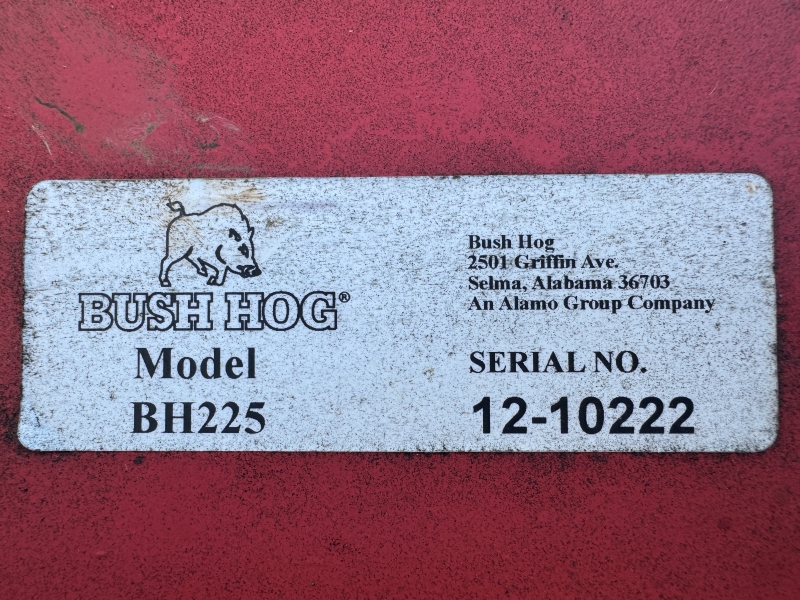 BUSH HOG®
Model
BH225
Bush Hog
2501 Griffin Ave.
Selma, Alabama 36703
An Alamo Group Company
SERIAL NO.
12-10222